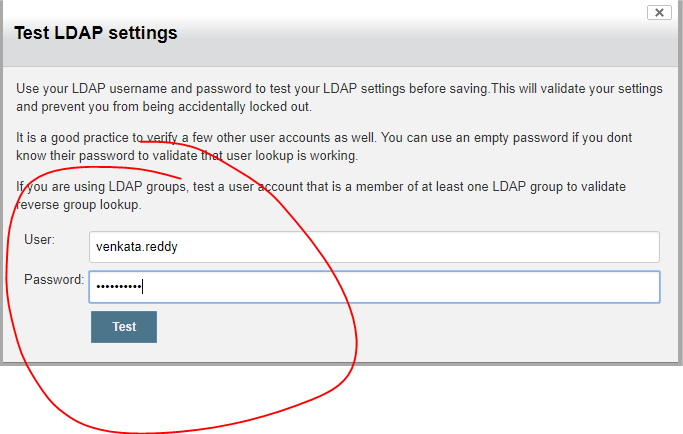 Test LDAP settings
Use your LDAP username and password to test your LDAP settings before saving.This will validate your settings
and prevent you from being accidentally locked out.
It is a good practice to verify a few other user accounts as well. You can use an empty password if you dont
know their password to validate that user lookup is working.
If you are using LDAP groups, test a user account that is a member of at least one LDAP group to validate
reverse group lookup.
User: venkata.reddy
Password: ••••••••••
Test